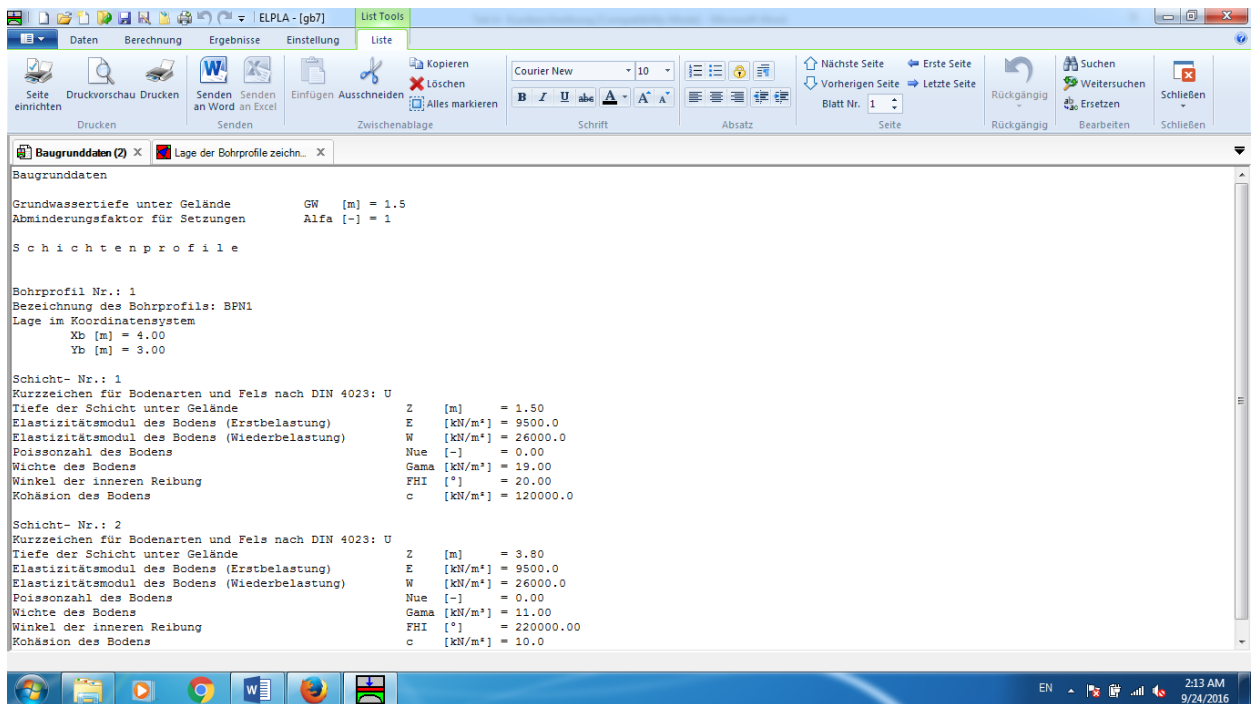 ELPLA - [gb7]
List Tools
Daten Berechnung Ergebnisse Einstellung Liste
Seite einrichten
Druckvorschau
Drucken
Drucken
Senden an Word
Senden an Excel
Senden
Einfügen
Ausschneiden
Kopieren
Löschen
Alles markieren
Zwischenablage
Courier New 10
B I U abc A A A
Schrift
Absatz
Nächste Seite Erste Seite
Vorherigen Seite Letzte Seite
Blatt Nr. 1
Seite
Rückgängig
Rückgängig
Suchen
Weitersuchen
Ersetzen
Bearbeiten
Schließen
Schließen
Baugrunddaten (2) X Lage der Bohrprofile zeichn... X
Baugrunddaten
Grundwassertiefe unter Gelände GW [m] = 1.5
Abminderungsfaktor für Setzungen Alfa [-] = 1
S c h i c h t e n p r o f i l e
Bohrprofil Nr.: 1
Bezeichnung des Bohrprofils: BPN1
Lage im Koordinatensystem
Xb [m] = 4.00
Yb [m] = 3.00
Schicht- Nr.: 1
Kurzzeichen für Bodenarten und Fels nach DIN 4023: U
Tiefe der Schicht unter Gelände Z [m] = 1.50
Elastizitätsmodul des Bodens (Erstbelastung) E [kN/m²] = 9500.0
Elastizitätsmodul des Bodens (Wiederbelastung) W [kN/m²] = 26000.0
Poissonzahl des Bodens Nue [-] = 0.00
Wichte des Bodens Gama [kN/m³] = 19.00
Winkel der inneren Reibung FHI [°] = 20.00
Kohäsion des Bodens c [kN/m²] = 120000.0
Schicht- Nr.: 2
Kurzzeichen für Bodenarten und Fels nach DIN 4023: U
Tiefe der Schicht unter Gelände Z [m] = 3.80
Elastizitätsmodul des Bodens (Erstbelastung) E [kN/m²] = 9500.0
Elastizitätsmodul des Bodens (Wiederbelastung) W [kN/m²] = 26000.0
Poissonzahl des Bodens Nue [-] = 0.00
Wichte des Bodens Gama [kN/m³] = 11.00
Winkel der inneren Reibung FHI [°] = 220000.00
Kohäsion des Bodens c [kN/m²] = 10.0
EN
2:13 AM
9/24/2016